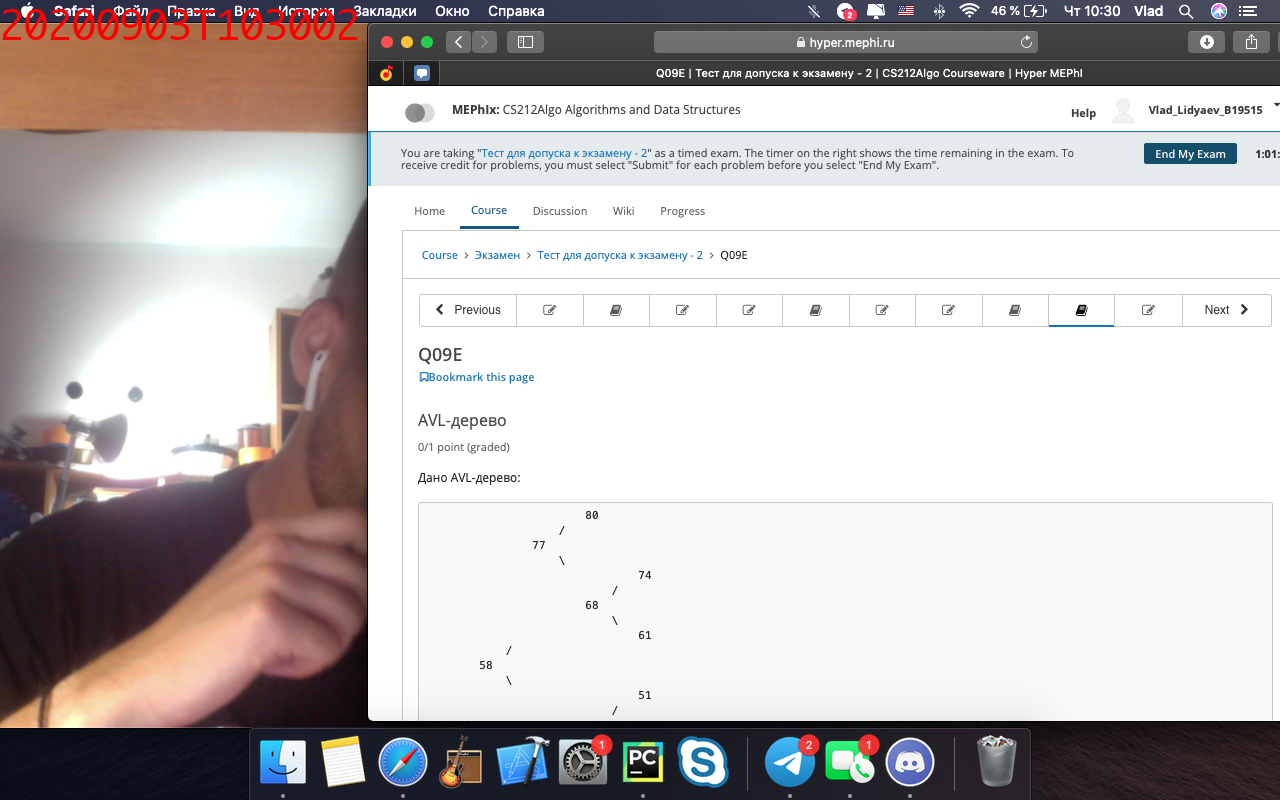 Safari Файл Правка Вид История Закладки Окно Справка 2 46 % Чт 10:30 Vlad
20200903T103002
hyper.mephi.ru
Q09E | Тест для допуска к экзамену - 2 | CS212Algo Courseware | Hyper MEPhI
MEPhIx: CS212Algo Algorithms and Data Structures
Help Vlad_Lidyaev_B19515
You are taking "Тест для допуска к экзамену - 2" as a timed exam. The timer on the right shows the time remaining in the exam. To
receive credit for problems, you must select "Submit" for each problem before you select "End My Exam".
End My Exam 1:01:
Home Course Discussion Wiki Progress
Course > Экзамен > Тест для допуска к экзамену - 2 > Q09E
Previous Next
Q09E
Bookmark this page
AVL-дерево
0/1 point (graded)
Дано AVL-дерево:
80
/
77
\
74
/
68
\
61
/
58
\
51
/
1
PC
2
1